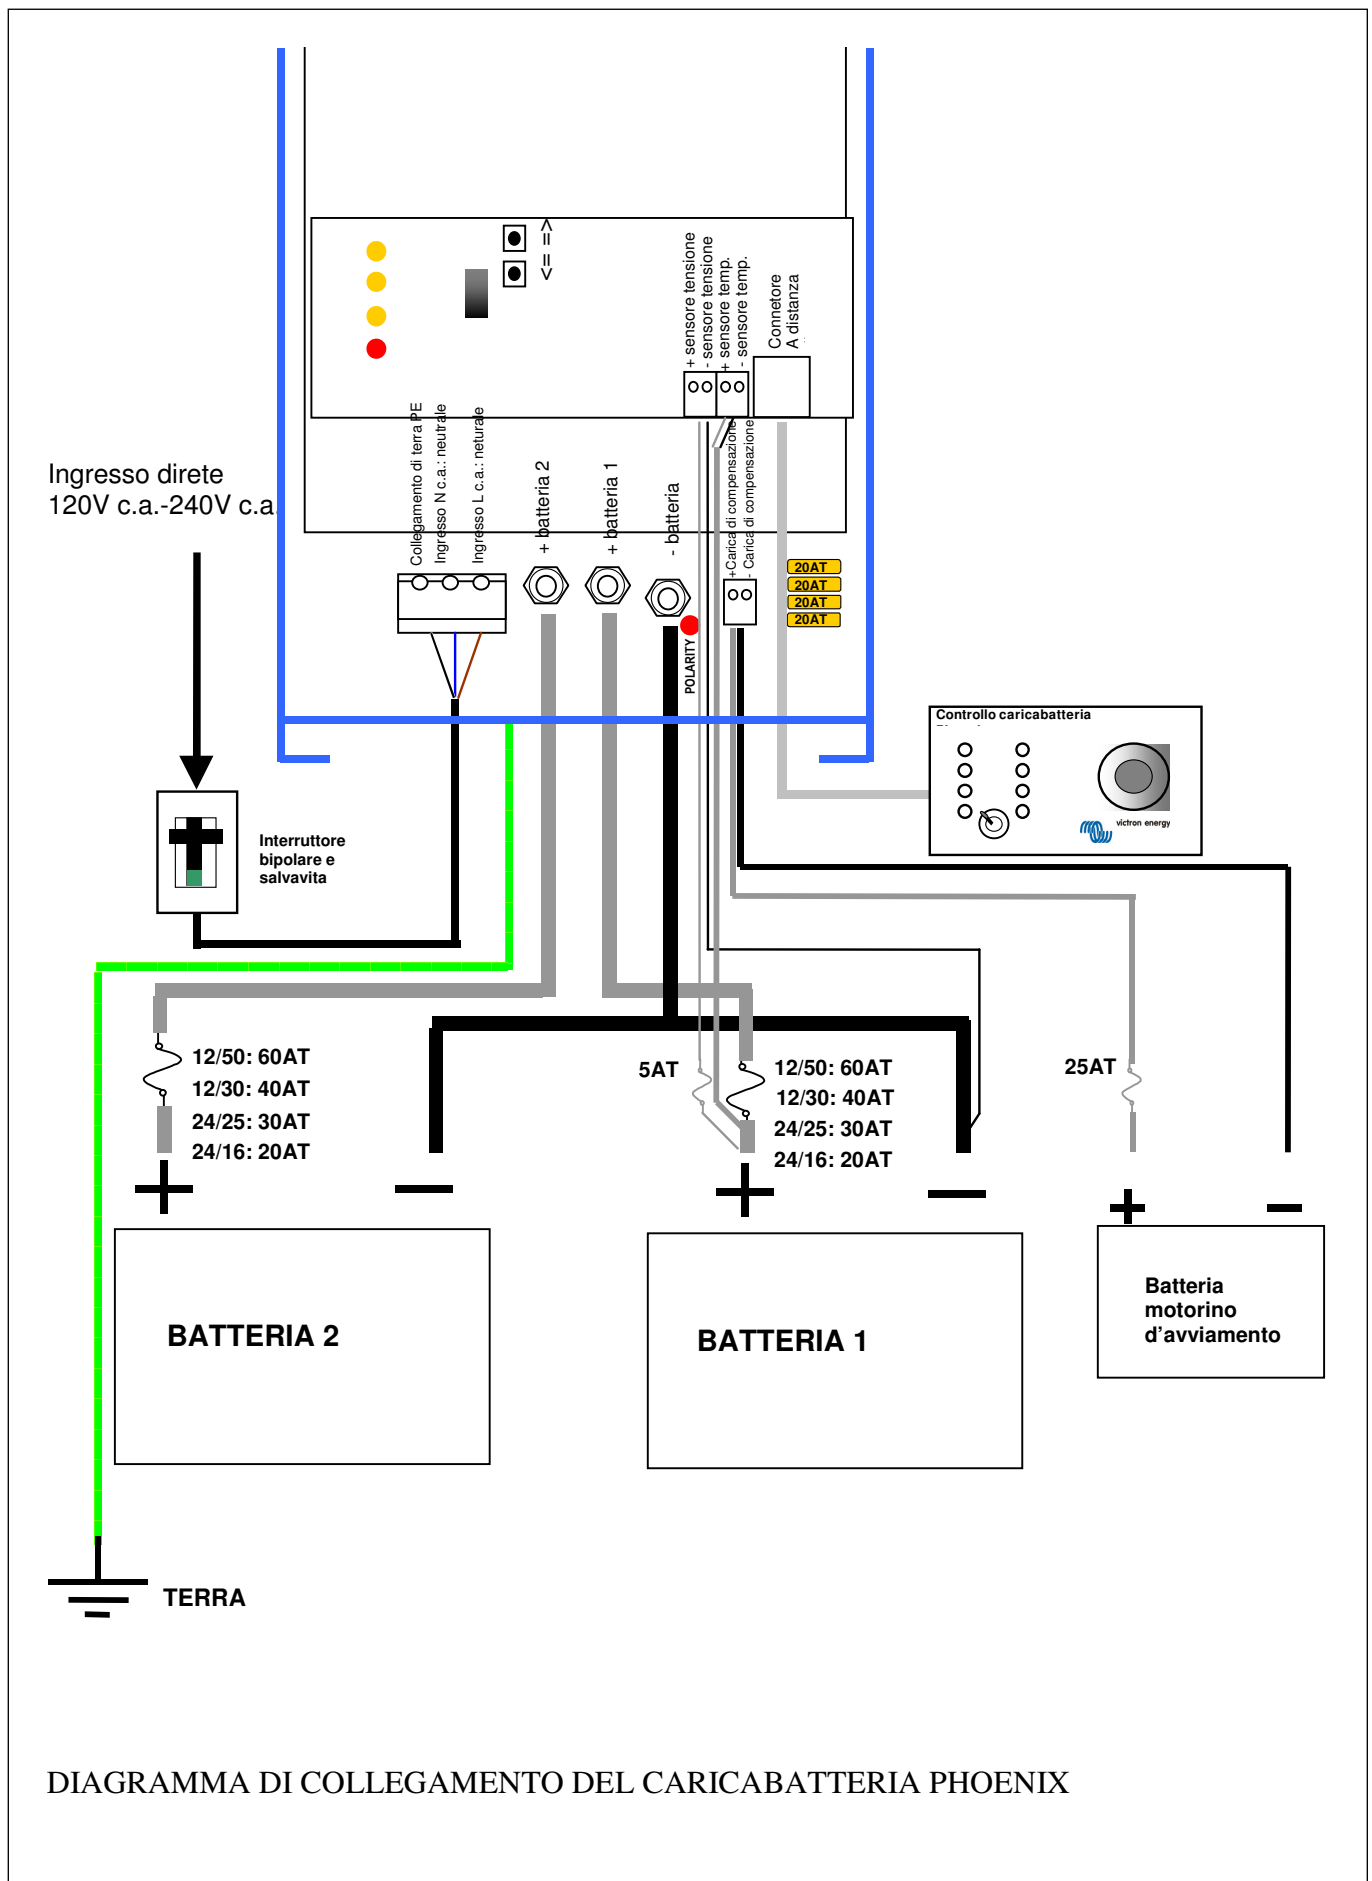 <= =>
+ sensore tensione
- sensore tensione
+ sensore temp.
- sensore temp.
Connetore
A distanza
Collegamento di terra PE
Ingresso N c.a.: neutrale
Ingresso L c.a.: neturale
+ batteria 2
+ batteria 1
- batteria
+Carica di compensazione
- Carica di compensazione
Ingresso direte
120V c.a.-240V c.a.
20AT
20AT
20AT
20AT
POLARITY
Controllo caricabatteria
victron energy
Interruttore
bipolare e
salvavita
12/50: 60AT
12/30: 40AT
24/25: 30AT
24/16: 20AT
5AT
12/50: 60AT
12/30: 40AT
24/25: 30AT
24/16: 20AT
25AT
+
−
+
−
+
−
BATTERIA 2
BATTERIA 1
Batteria
motorino
d'avviamento
TERRA
DIAGRAMMA DI COLLEGAMENTO DEL CARICABATTERIA PHOENIX